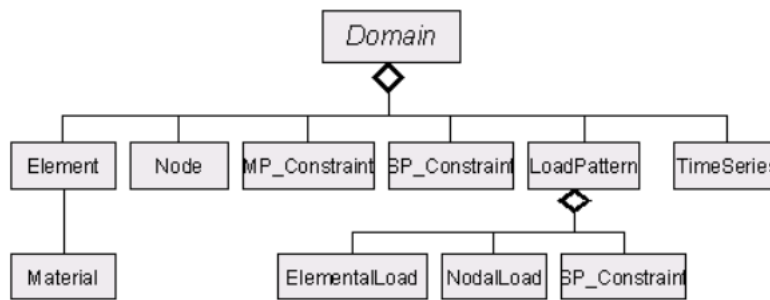 Domain
Element
Node
MP_Constraint
SP_Constraint
LoadPattern
TimeSeries
Material
ElementalLoad
NodalLoad
SP_Constraint